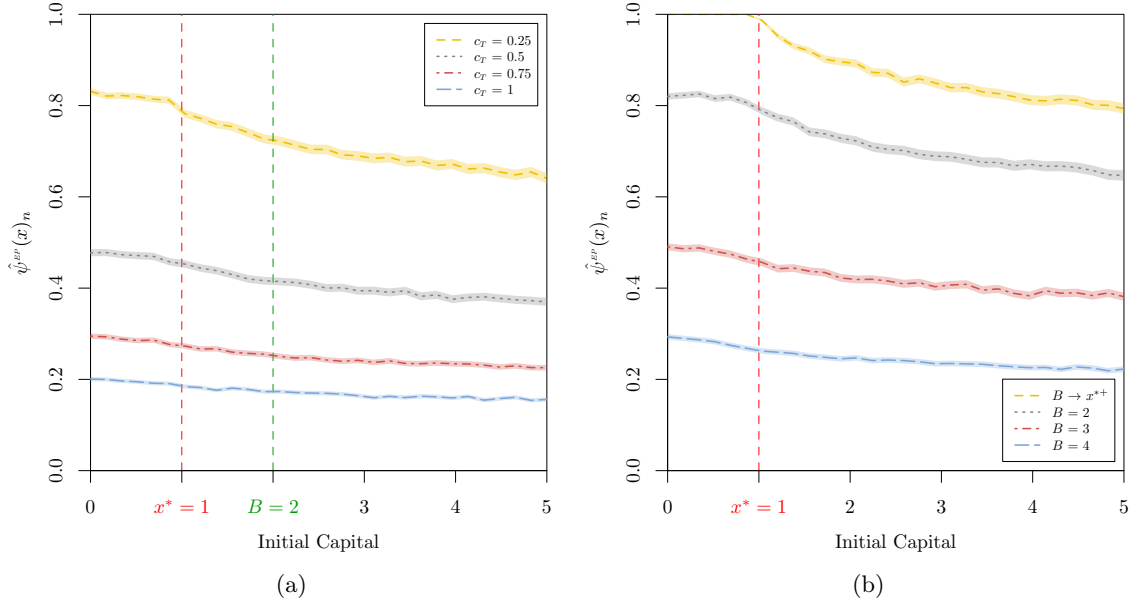 1.0
0.8
0.6
0.4
0.2
0.0
ψ̂ᴱᴾ(x)ₙ
c_T = 0.25
c_T = 0.5
c_T = 0.75
c_T = 1
0 x* = 1 B = 2 3 4 5
Initial Capital
(a)
1.0
0.8
0.6
0.4
0.2
0.0
ψ̂ᴱᴾ(x)ₙ
B → x*⁺
B = 2
B = 3
B = 4
0 x* = 1 2 3 4 5
Initial Capital
(b)